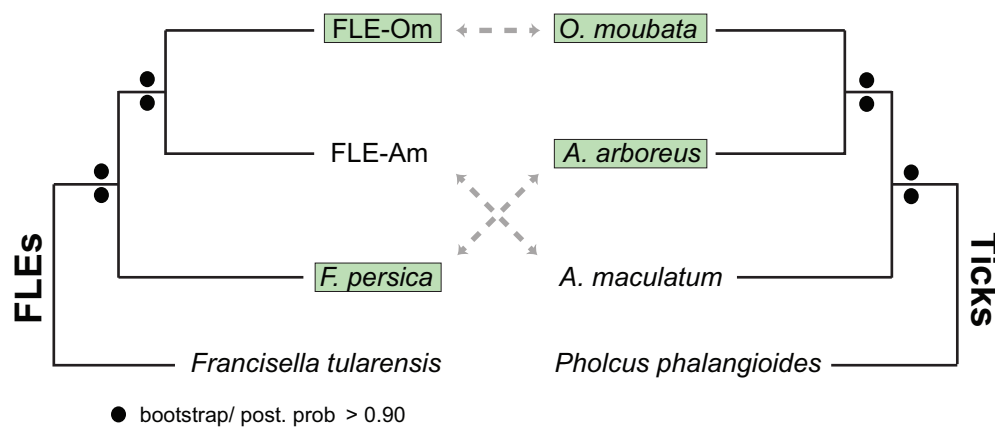 FLE-Om
O. moubata
FLE-Am
A. arboreus
FLEs
Ticks
F. persica
A. maculatum
Francisella tularensis
Pholcus phalangioides
bootstrap/ post. prob > 0.90